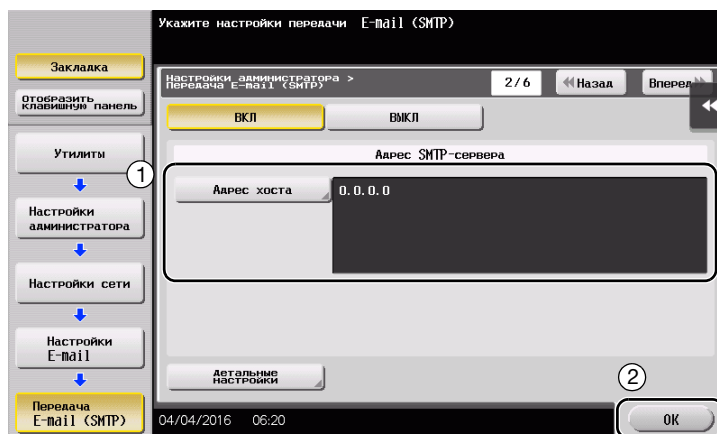 Укажите настройки передачи E-mail (SMTP)
Закладка
Отобразить
клавишную панель
Утилиты
Настройки
администратора
Настройки сети
Настройки
E-mail
Передача
E-mail (SMTP)
Настройки администратора >
Передача E-mail (SMTP)
2/6
Назад
Вперед
ВКЛ
ВЫКЛ
Адрес SMTP-сервера
1
Адрес хоста
0.0.0.0
Детальные
настройки
2
04/04/2016 06:20
OK